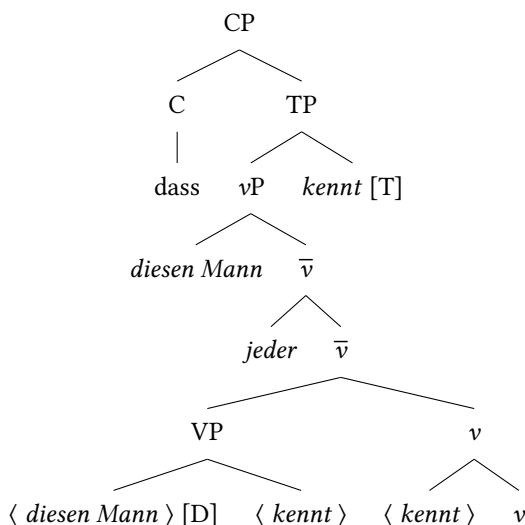 CP
C TP
dass vP kennt [T]
diesen Mann v̅
jeder v̅
VP v
⟨ diesen Mann ⟩ [D] ⟨ kennt ⟩ ⟨ kennt ⟩ v